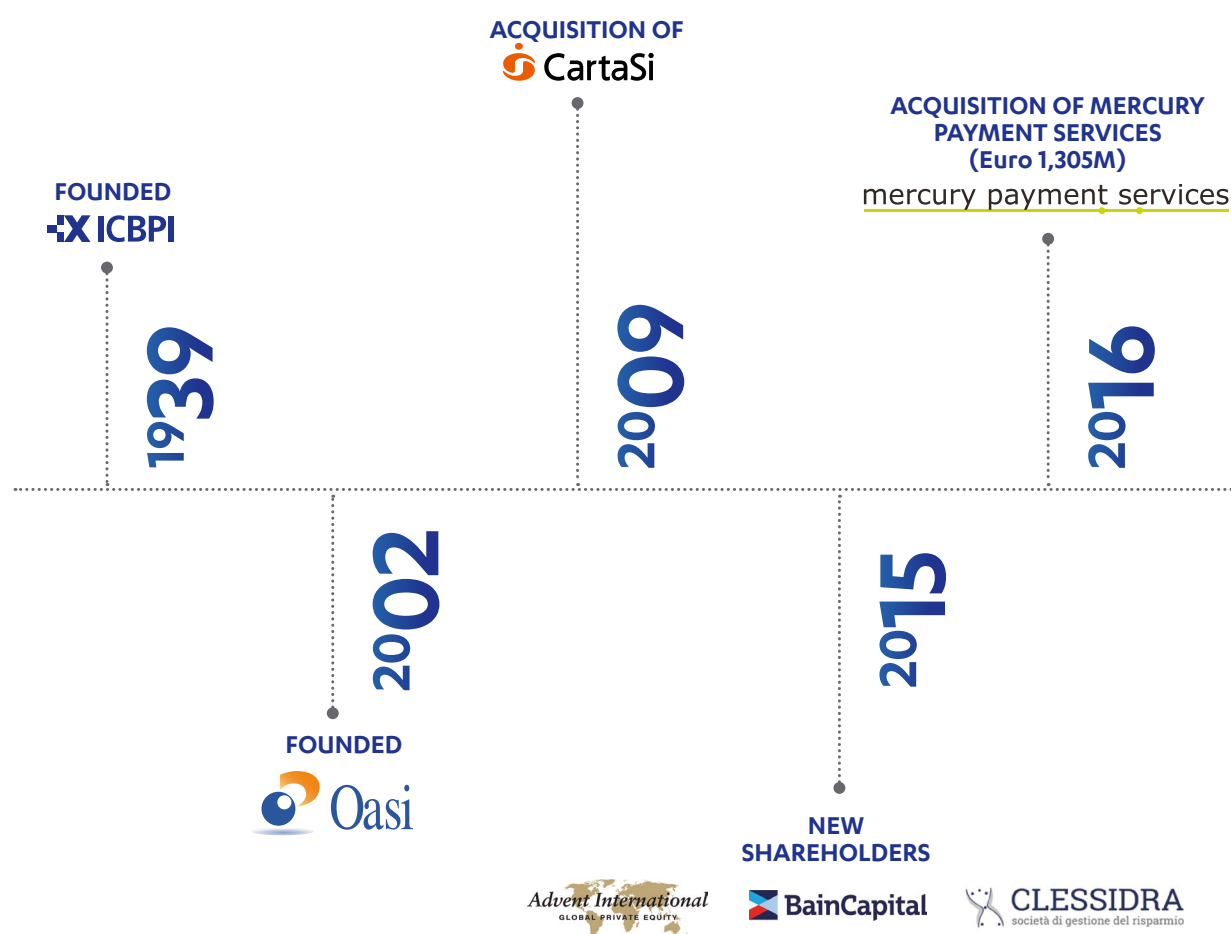 ACQUISITION OF
CartaSi
ACQUISITION OF MERCURY
PAYMENT SERVICES
(Euro 1,305M)
mercury payment services
FOUNDED
ICBPI
1939
2009
2016
2002
2015
FOUNDED
Oasi
NEW
SHAREHOLDERS
Advent International
GLOBAL PRIVATE EQUITY
BainCapital
CLESSIDRA
società di gestione del risparmio